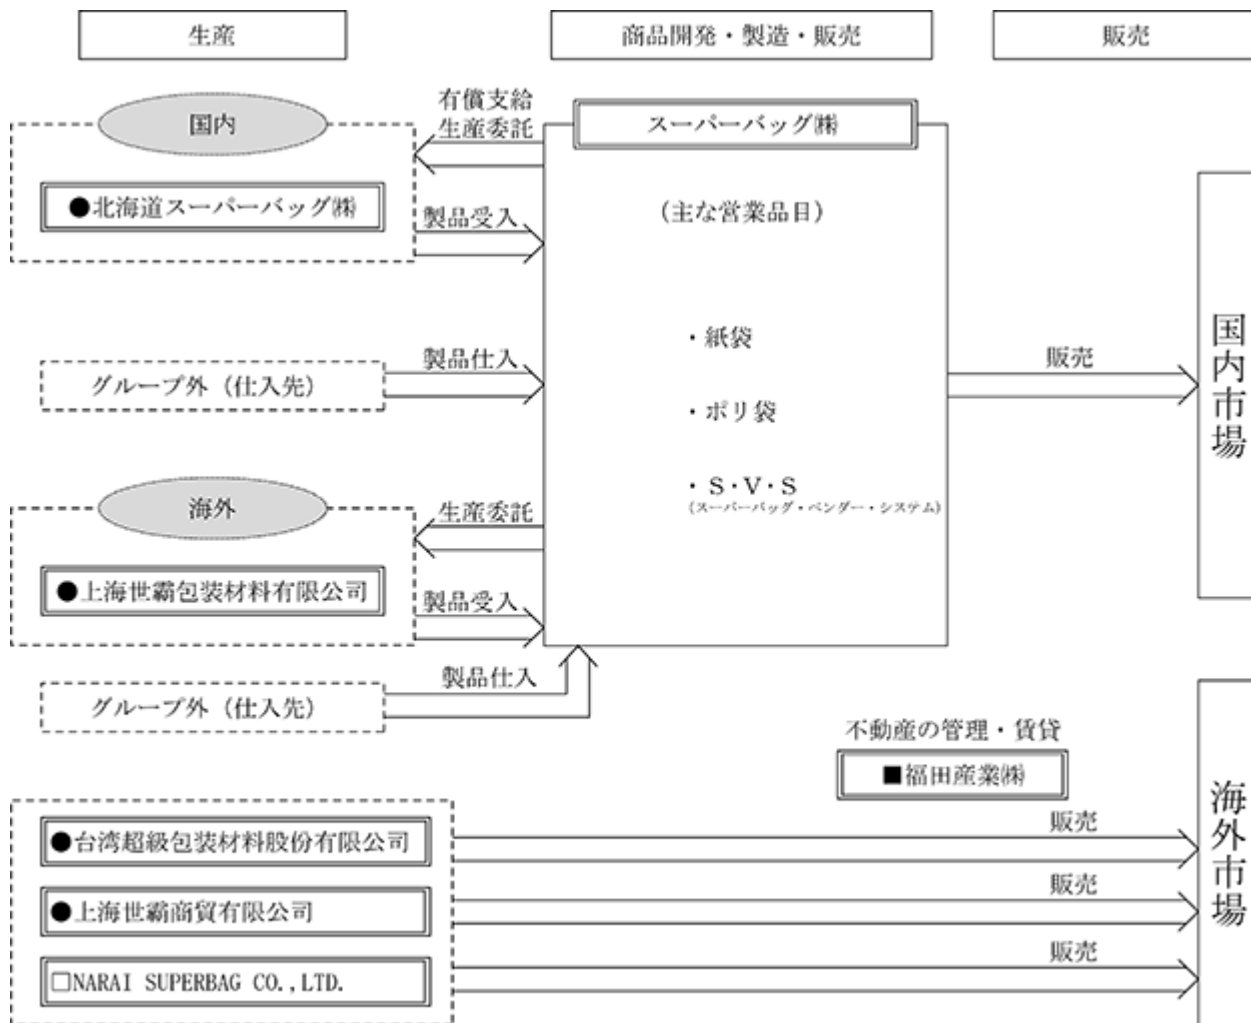 生産
商品開発・製造・販売
販売
国内
●北海道スーパーバッグ㈱
有償支給
生産委託
製品受入
グループ外（仕入先）
製品仕入
海外
●上海世霸包装材料有限公司
生産委託
製品受入
グループ外（仕入先）
製品仕入
スーパーバッグ㈱
（主な営業品目）
・紙袋
・ポリ袋
・S・V・S
（スーパーバッグ・ベンダー・システム）
販売
国内市場
不動産の管理・賃貸
■福田産業㈱
●台湾超級包装材料股份有限公司
販売
●上海世霸商貿有限公司
販売
□NARAI SUPERBAG CO.,LTD.
販売
海外市場